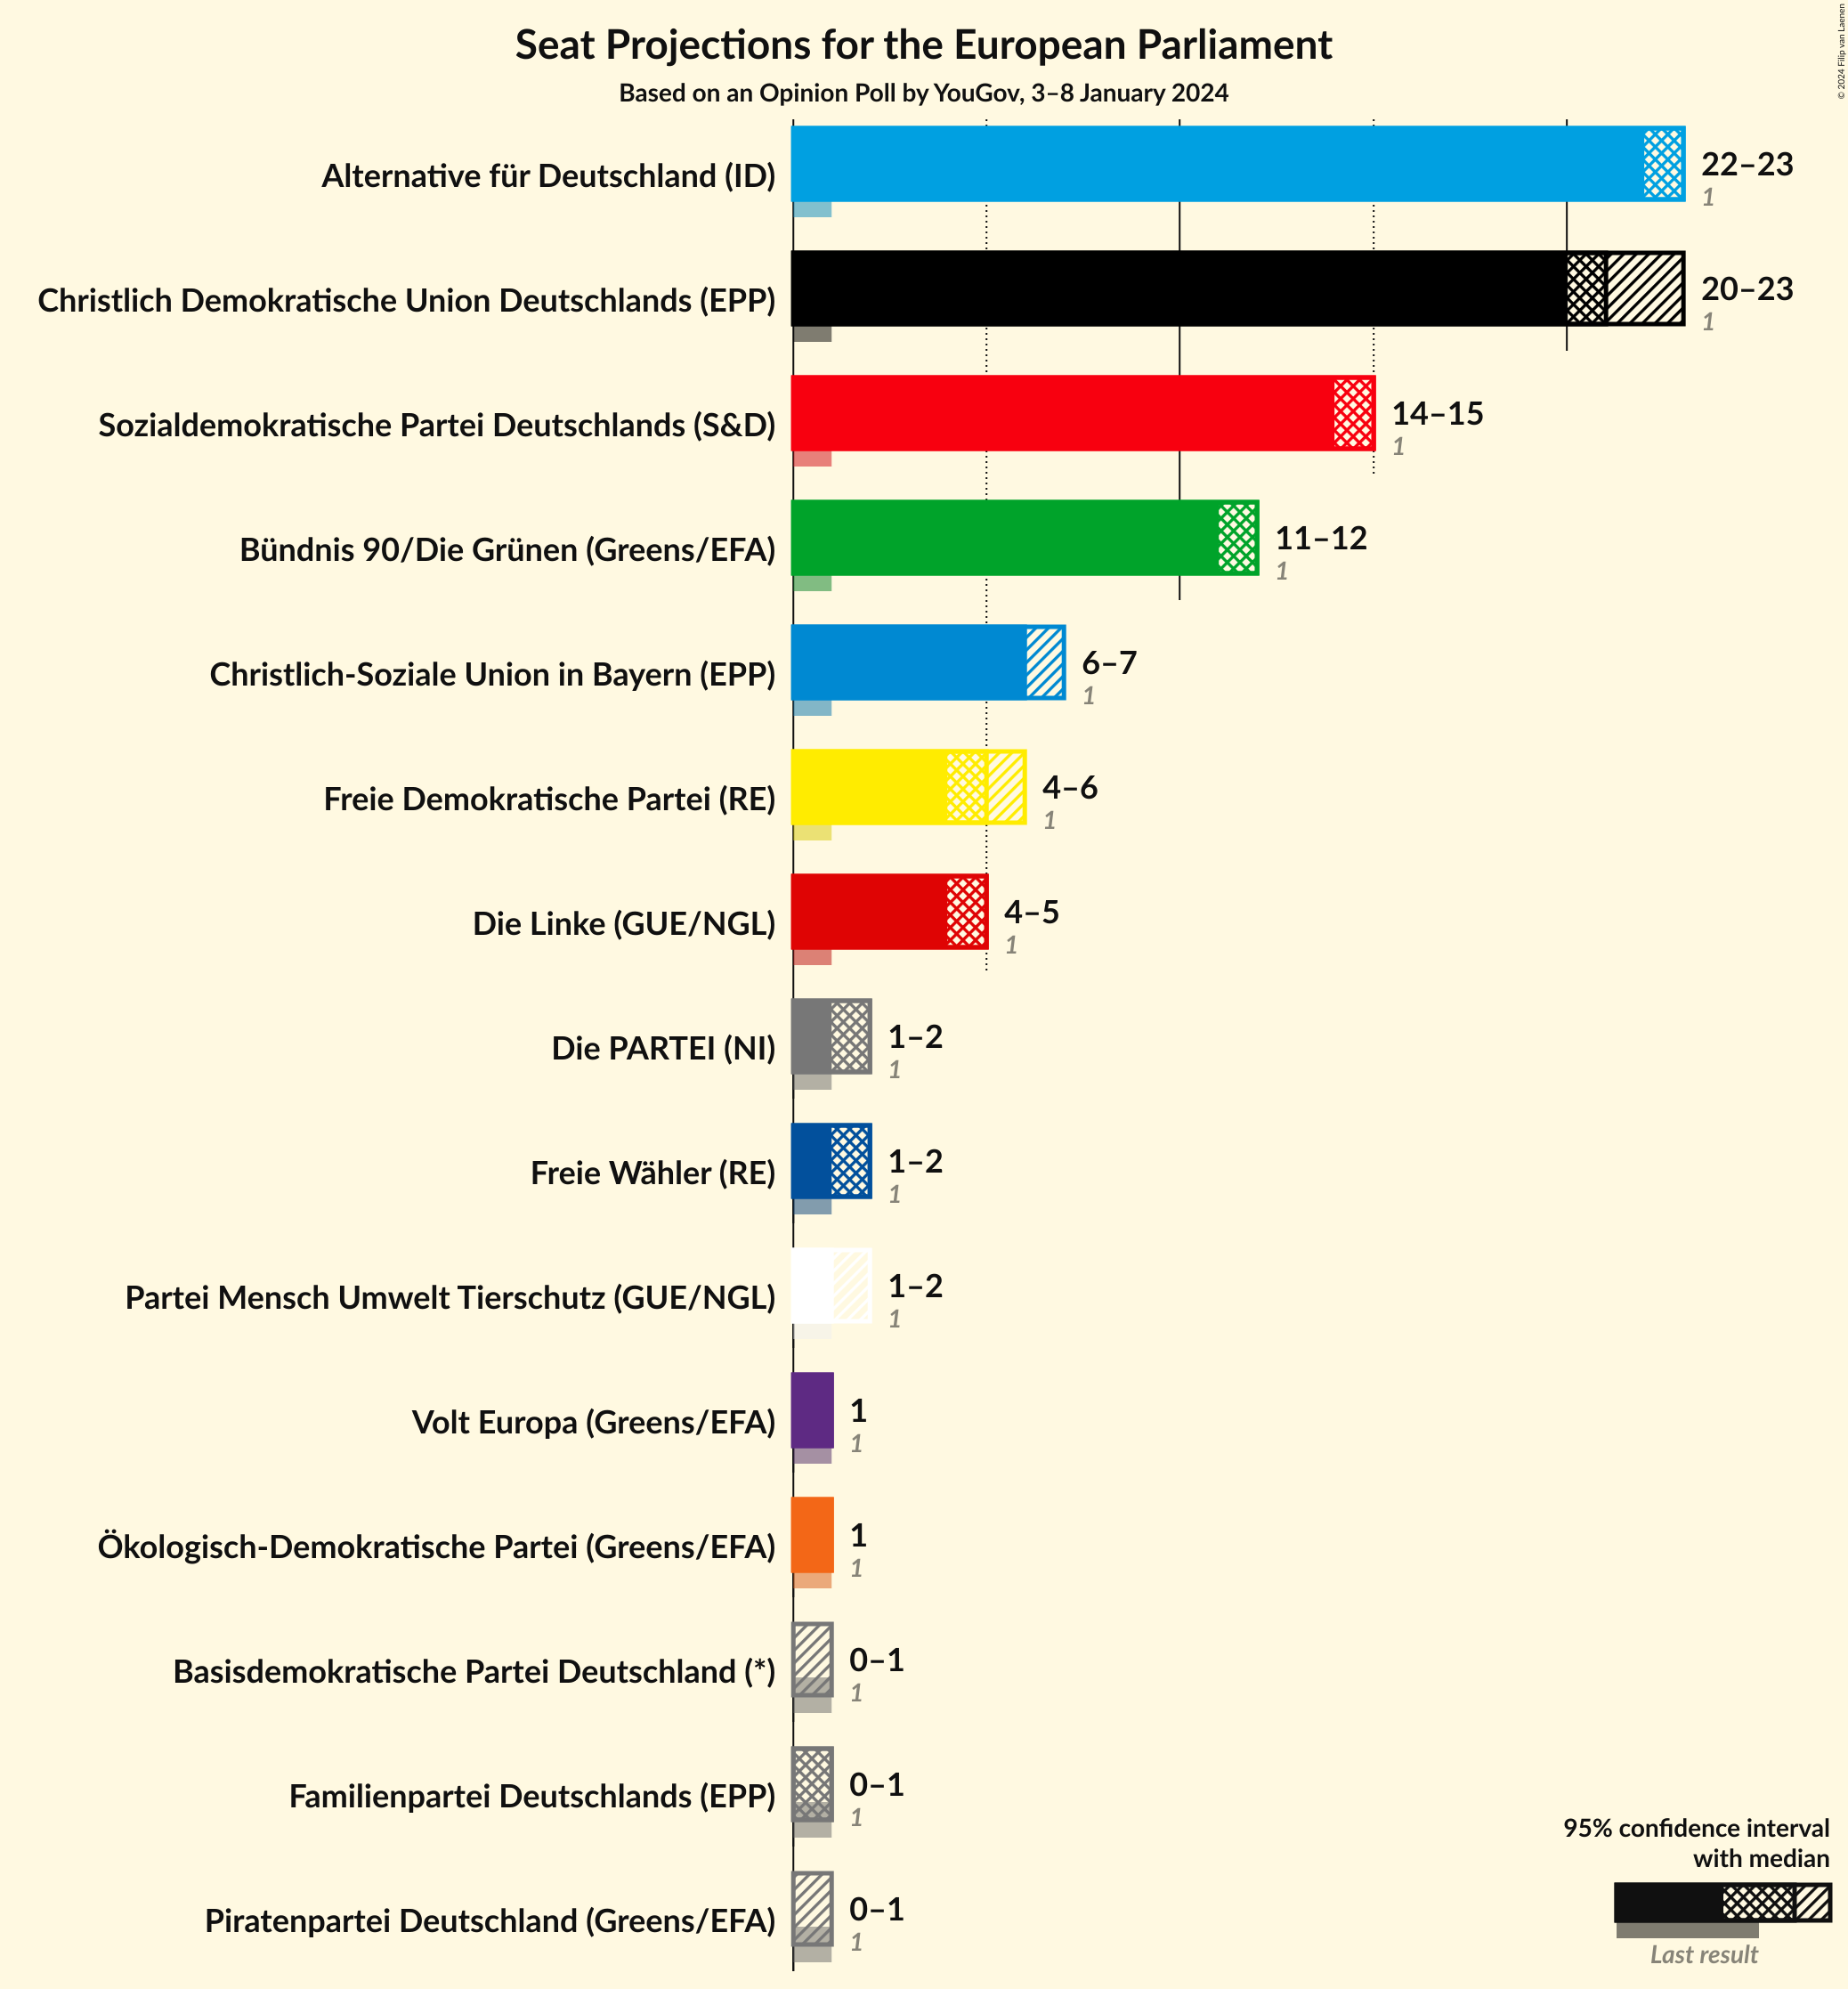 Seat Projections for the European Parliament
Based on an Opinion Poll by YouGov, 3–8 January 2024
© 2024 Filip van Laenen
Alternative für Deutschland (ID)
22–23
1
Christlich Demokratische Union Deutschlands (EPP)
20–23
1
Sozialdemokratische Partei Deutschlands (S&D)
14–15
1
Bündnis 90/Die Grünen (Greens/EFA)
11–12
1
Christlich-Soziale Union in Bayern (EPP)
6–7
1
Freie Demokratische Partei (RE)
4–6
1
Die Linke (GUE/NGL)
4–5
1
Die PARTEI (NI)
1–2
1
Freie Wähler (RE)
1–2
1
Partei Mensch Umwelt Tierschutz (GUE/NGL)
1–2
1
Volt Europa (Greens/EFA)
1
1
Ökologisch-Demokratische Partei (Greens/EFA)
1
1
Basisdemokratische Partei Deutschland (*)
0–1
1
Familienpartei Deutschlands (EPP)
0–1
1
Piratenpartei Deutschland (Greens/EFA)
0–1
1
95% confidence interval
with median
Last result